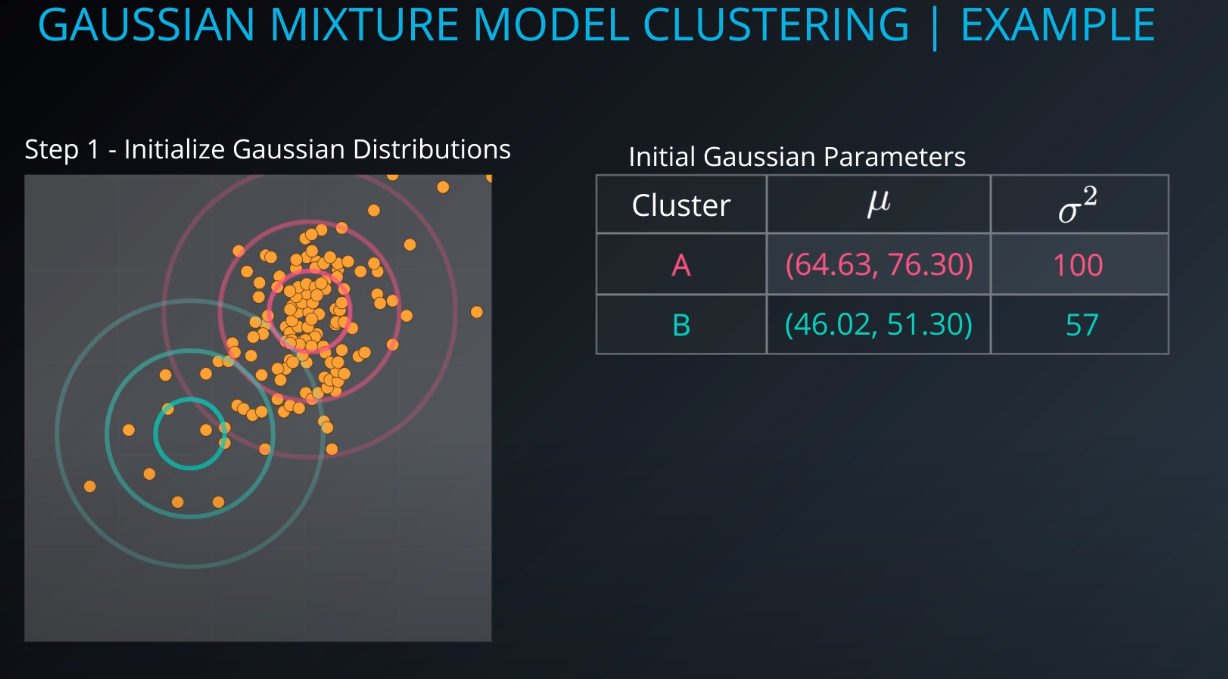 GAUSSIAN MIXTURE MODEL CLUSTERING | EXAMPLE
Step 1 - Initialize Gaussian Distributions
Initial Gaussian Parameters
Cluster μ σ²
A (64.63, 76.30) 100
B (46.02, 51.30) 57